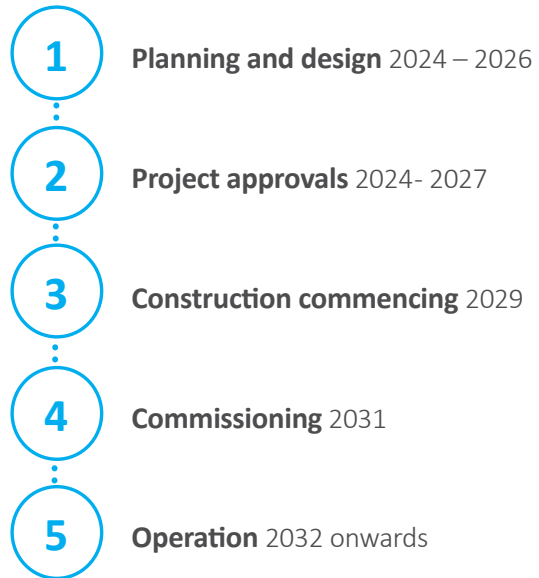 1
Planning and design 2024 – 2026
2
Project approvals 2024- 2027
3
Construction commencing 2029
4
Commissioning 2031
5
Operation 2032 onwards